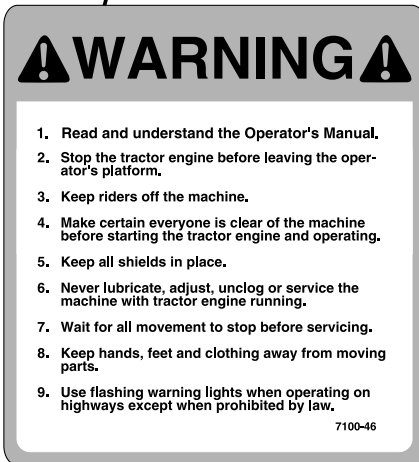 WARNING
1. Read and understand the Operator's Manual.
2. Stop the tractor engine before leaving the oper-
ator's platform.
3. Keep riders off the machine.
4. Make certain everyone is clear of the machine
before starting the tractor engine and operating.
5. Keep all shields in place.
6. Never lubricate, adjust, unclog or service the
machine with tractor engine running.
7. Wait for all movement to stop before servicing.
8. Keep hands, feet and clothing away from moving
parts.
9. Use flashing warning lights when operating on
highways except when prohibited by law.
7100-46